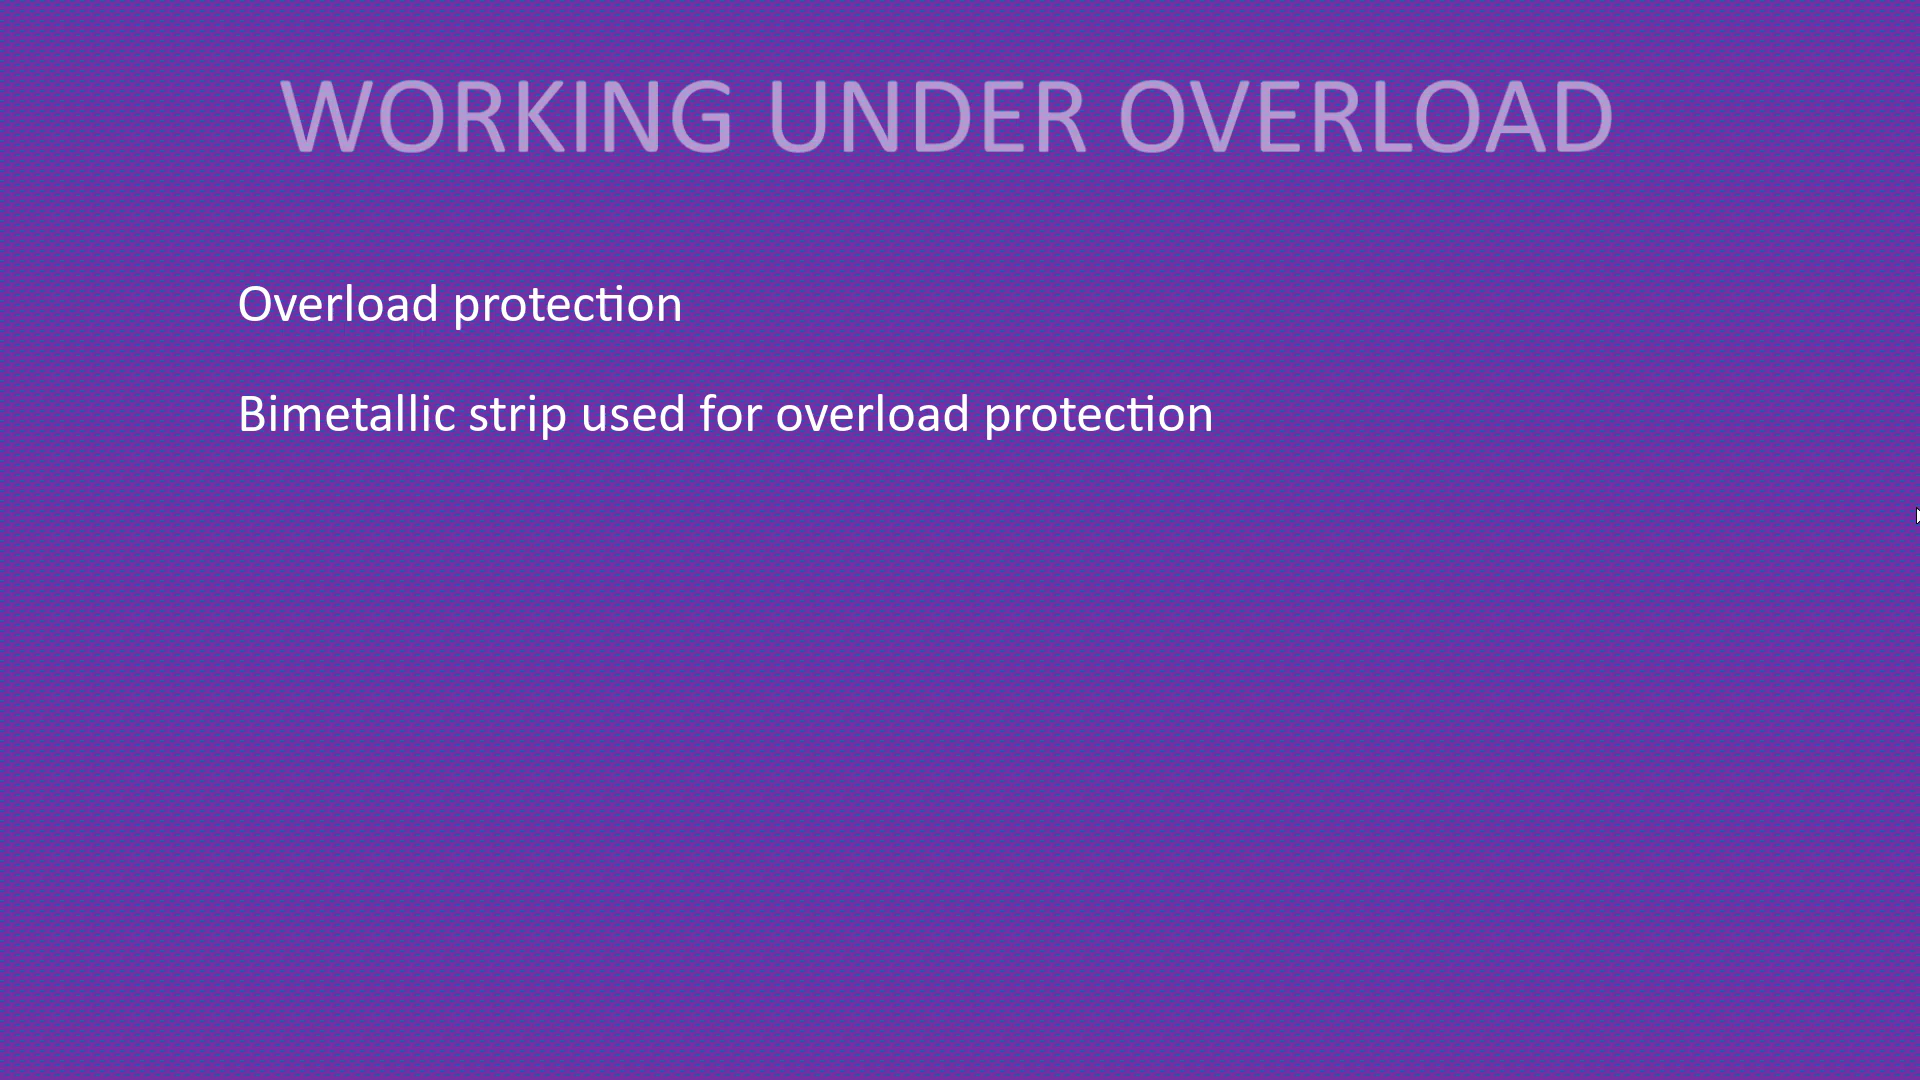 WORKING UNDER OVERLOAD
Overload protection
Bimetallic strip used for overload protection